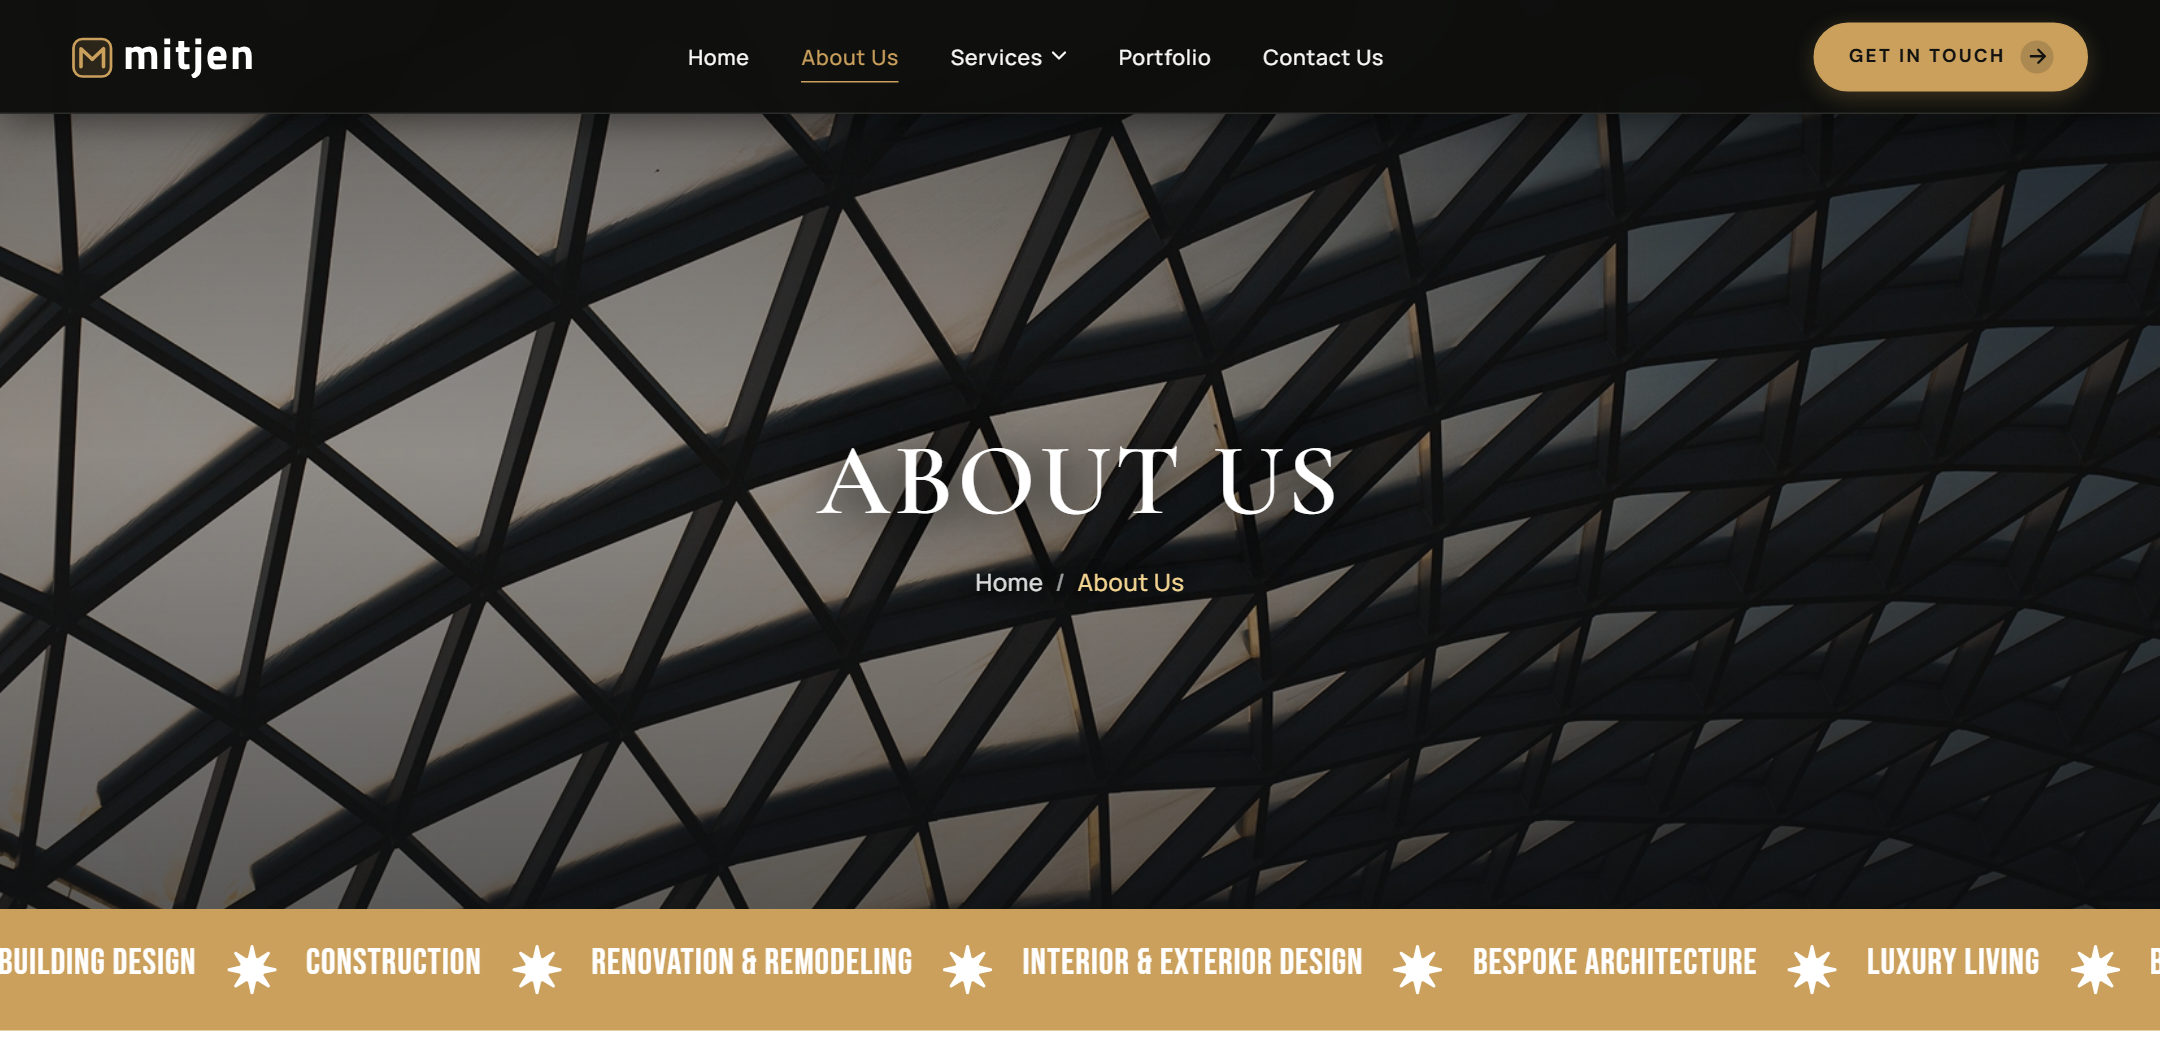 mitjen
Home About Us Services Portfolio Contact Us
GET IN TOUCH
ABOUT US
Home / About Us
BUILDING DESIGN CONSTRUCTION RENOVATION & REMODELING INTERIOR & EXTERIOR DESIGN BESPOKE ARCHITECTURE LUXURY LIVING